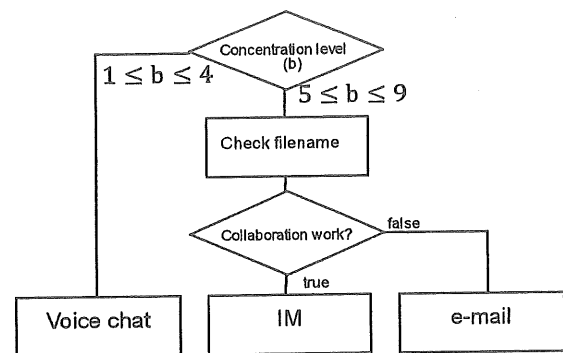 Concentration level
(b)
1 ≤ b ≤ 4
5 ≤ b ≤ 9
Check filename
Collaboration work?
false
true
Voice chat
IM
e-mail